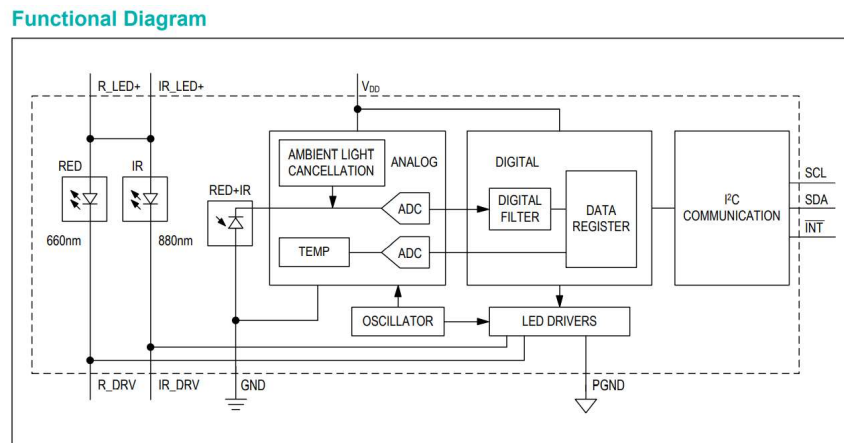 Functional Diagram
R_LED+ IR_LED+ VDD
AMBIENT LIGHT
CANCELLATION
ANALOG
DIGITAL
RED IR
RED+IR
660nm 880nm
ADC
DIGITAL
FILTER
DATA
REGISTER
TEMP
ADC
I²C
COMMUNICATION
SCL
SDA
INT
OSCILLATOR
LED DRIVERS
R_DRV IR_DRV GND PGND